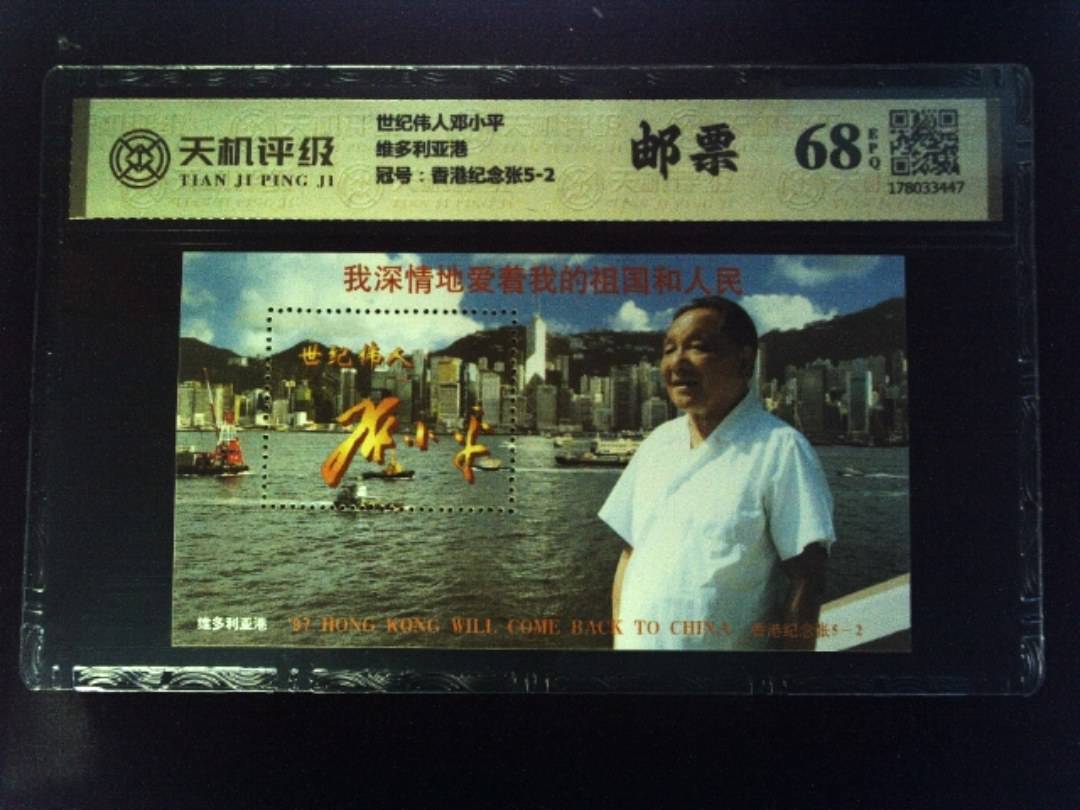 天机评级
TIAN JI PING JI
世纪伟人邓小平
维多利亚港
冠号：香港纪念张5-2
邮票
68
EPQ
178033447
我深情地爱着我的祖国和人民
世纪伟人
邓小平
维多利亚港
'97 HONG KONG WILL COME BACK TO CHINA
香港纪念张5-2